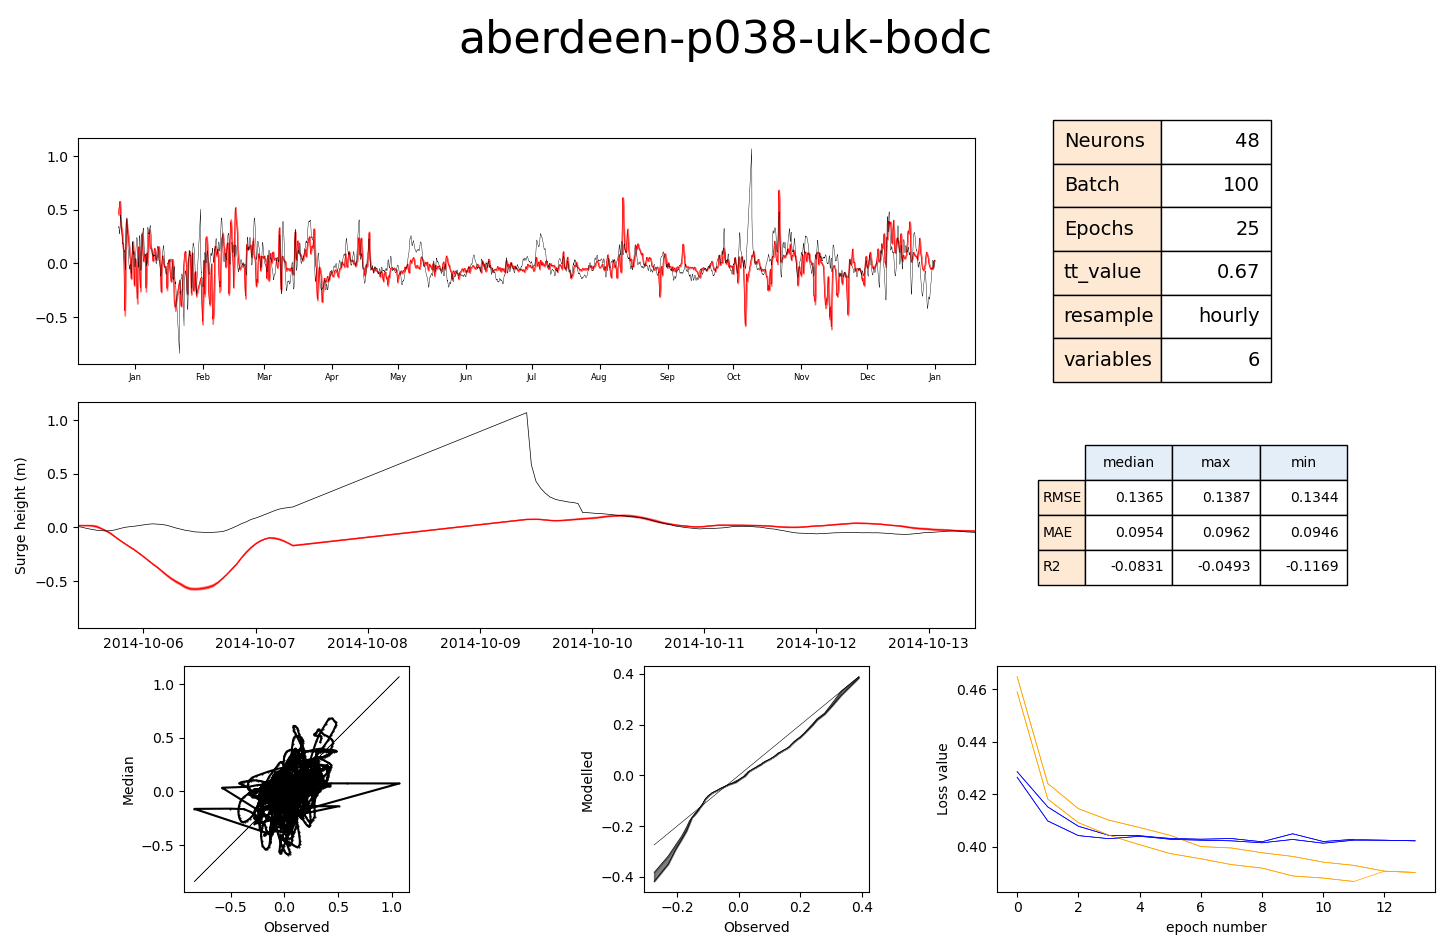 aberdeen-p038-uk-bodc
1.0
0.5
0.0
−0.5
Jan Feb Mar Apr May Jun Jul Aug Sep Oct Nov Dec Jan
Neurons 48
Batch 100
Epochs 25
tt_value 0.67
resample hourly
variables 6
Surge height (m)
1.0
0.5
0.0
−0.5
2014-10-06 2014-10-07 2014-10-08 2014-10-09 2014-10-10 2014-10-11 2014-10-12 2014-10-13
median max min
RMSE 0.1365 0.1387 0.1344
MAE 0.0954 0.0962 0.0946
R2 -0.0831 -0.0493 -0.1169
Median
1.0
0.5
0.0
−0.5
−0.5 0.0 0.5 1.0
Observed
Modelled
0.4
0.2
0.0
−0.2
−0.4
−0.2 0.0 0.2 0.4
Observed
Loss value
0.46
0.44
0.42
0.40
0 2 4 6 8 10 12
epoch number